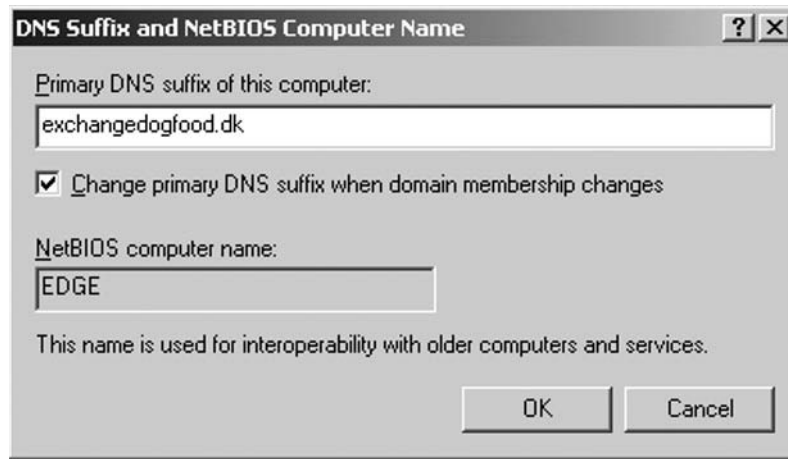 DNS Suffix and NetBIOS Computer Name
Primary DNS suffix of this computer:
exchangedogfood.dk
Change primary DNS suffix when domain membership changes
NetBIOS computer name:
EDGE
This name is used for interoperability with older computers and services.
OK Cancel